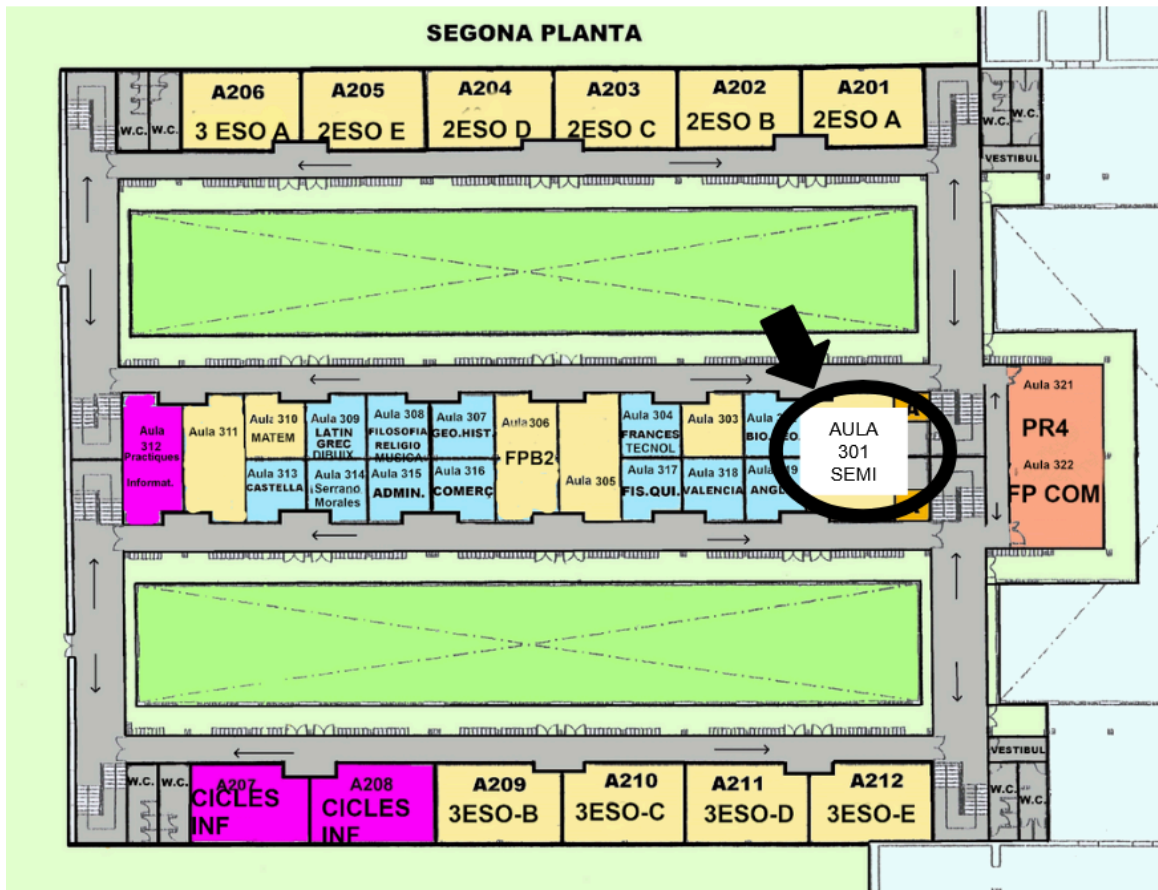 SEGONA PLANTA
A206
3 ESO A
A205
2ESO E
A204
2ESO D
A203
2ESO C
A202
2ESO B
A201
2ESO A
W.C.
W.C.
W.C.
W.C.
VESTIBUL
Aula 312
Practiques
Informat.
Aula 311
Aula 310
MATEM
Aula 309
LATIN
GREC
DIBUIX
Aula 308
FILOSOFIA
RELIGIO
MUSICA
Aula 307
GEO.HIST.
Aula 306
FPB2
Aula 305
Aula 304
FRANCES
TECNOL
Aula 303
AULA
301
SEMI
Aula 313
CASTELLA
Aula 314
Serrano
Morales
Aula 315
ADMIN.
Aula 316
COMERÇ
Aula 317
FIS.QUI.
Aula 318
VALENCIA
Aula 321
PR4
Aula 322
FP COM
W.C.
W.C.
A207
CICLES
INF
A208
CICLES
INF
A209
3ESO-B
A210
3ESO-C
A211
3ESO-D
A212
3ESO-E
VESTIBUL
W.C.
W.C.